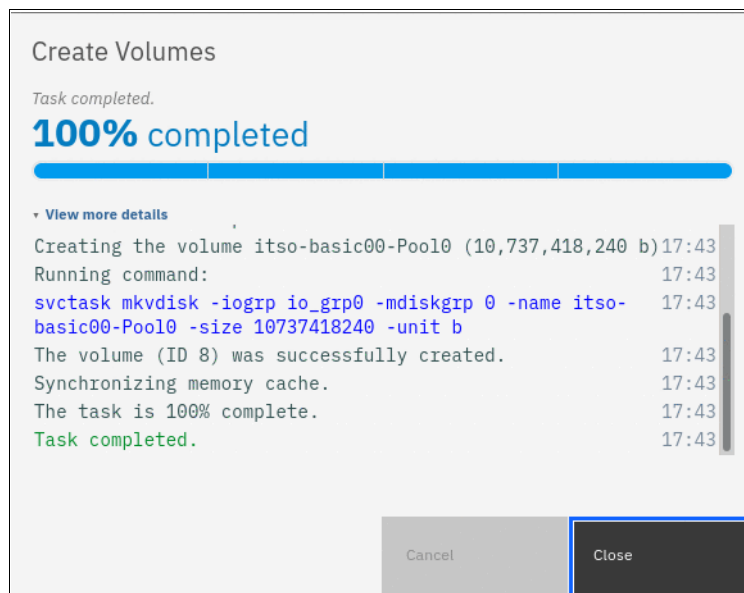 Create Volumes
Task completed.
100% completed
View more details
Creating the volume itso-basic00-Pool0 (10,737,418,240 b) 17:43
Running command: 17:43
svctask mkvdisk -iogrp io_grp0 -mdiskgrp 0 -name itso- 17:43
basic00-Pool0 -size 10737418240 -unit b
The volume (ID 8) was successfully created. 17:43
Synchronizing memory cache. 17:43
The task is 100% complete. 17:43
Task completed. 17:43
Cancel
Close